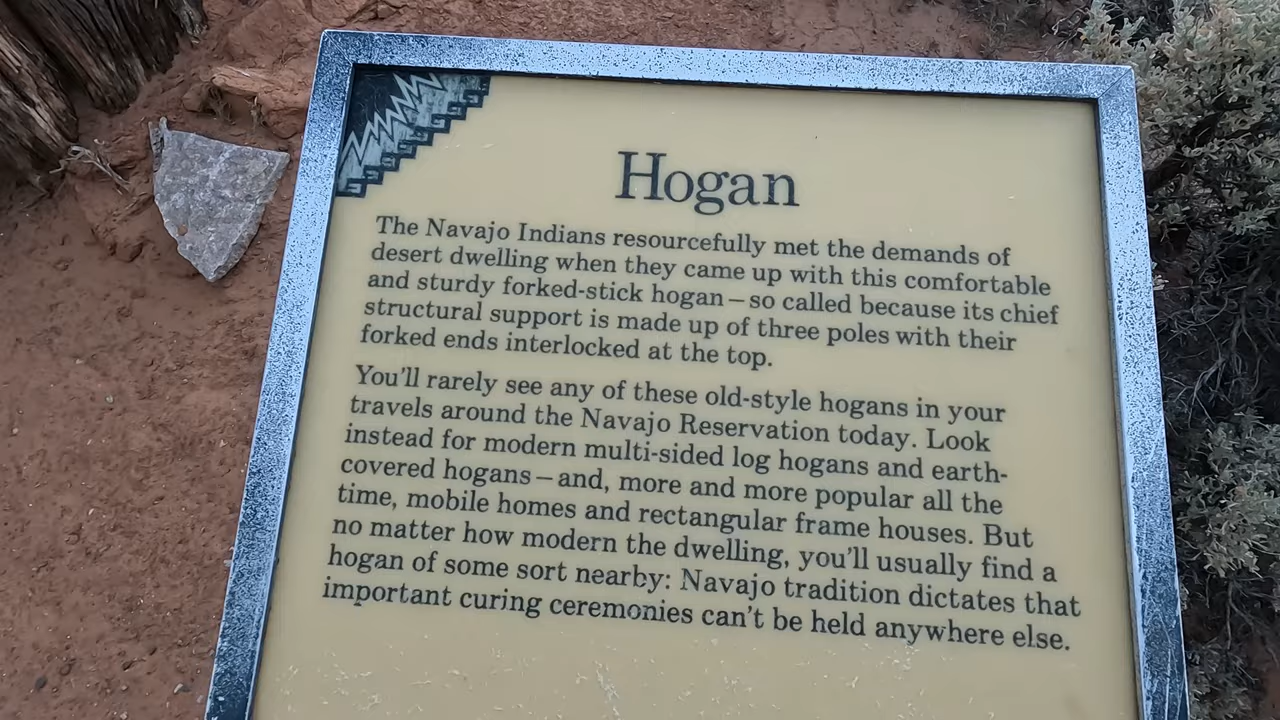 Hogan
The Navajo Indians resourcefully met the demands of
desert dwelling when they came up with this comfortable
and sturdy forked-stick hogan – so called because its chief
structural support is made up of three poles with their
forked ends interlocked at the top.
You'll rarely see any of these old-style hogans in your
travels around the Navajo Reservation today. Look
instead for modern multi-sided log hogans and earth-
covered hogans – and, more and more popular all the
time, mobile homes and rectangular frame houses. But
no matter how modern the dwelling, you'll usually find a
hogan of some sort nearby: Navajo tradition dictates that
important curing ceremonies can't be held anywhere else.